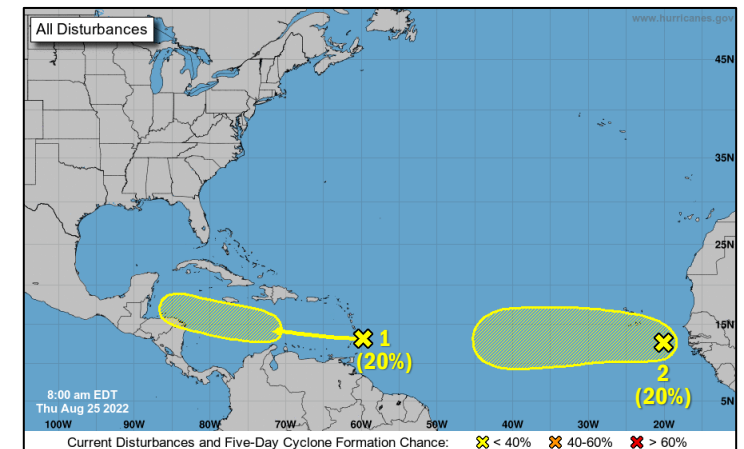 All Disturbances
www.hurricanes.gov
45N
35N
25N
1
(20%)
15N
2
(20%)
8:00 am EDT
Thu Aug 25 2022
5N
100W 90W 80W 70W 60W 50W 40W 30W 20W 10W
Current Disturbances and Five-Day Cyclone Formation Chance: < 40% 40-60% > 60%